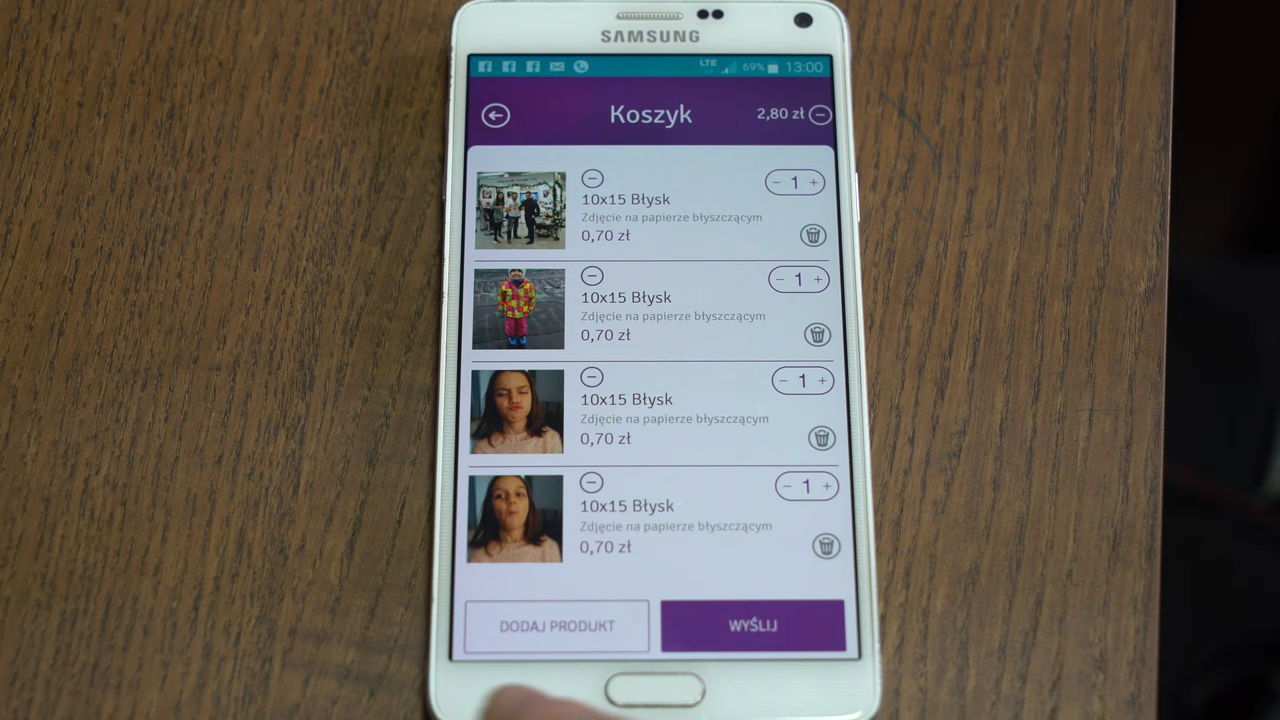 SAMSUNG
LTE 69% 13:00
Koszyk 2,80 zł
10x15 Błysk
Zdjęcie na papierze błyszczącym
0,70 zł
− 1 +
10x15 Błysk
Zdjęcie na papierze błyszczącym
0,70 zł
− 1 +
10x15 Błysk
Zdjęcie na papierze błyszczącym
0,70 zł
− 1 +
10x15 Błysk
Zdjęcie na papierze błyszczącym
0,70 zł
− 1 +
DODAJ PRODUKT
WYŚLIJ